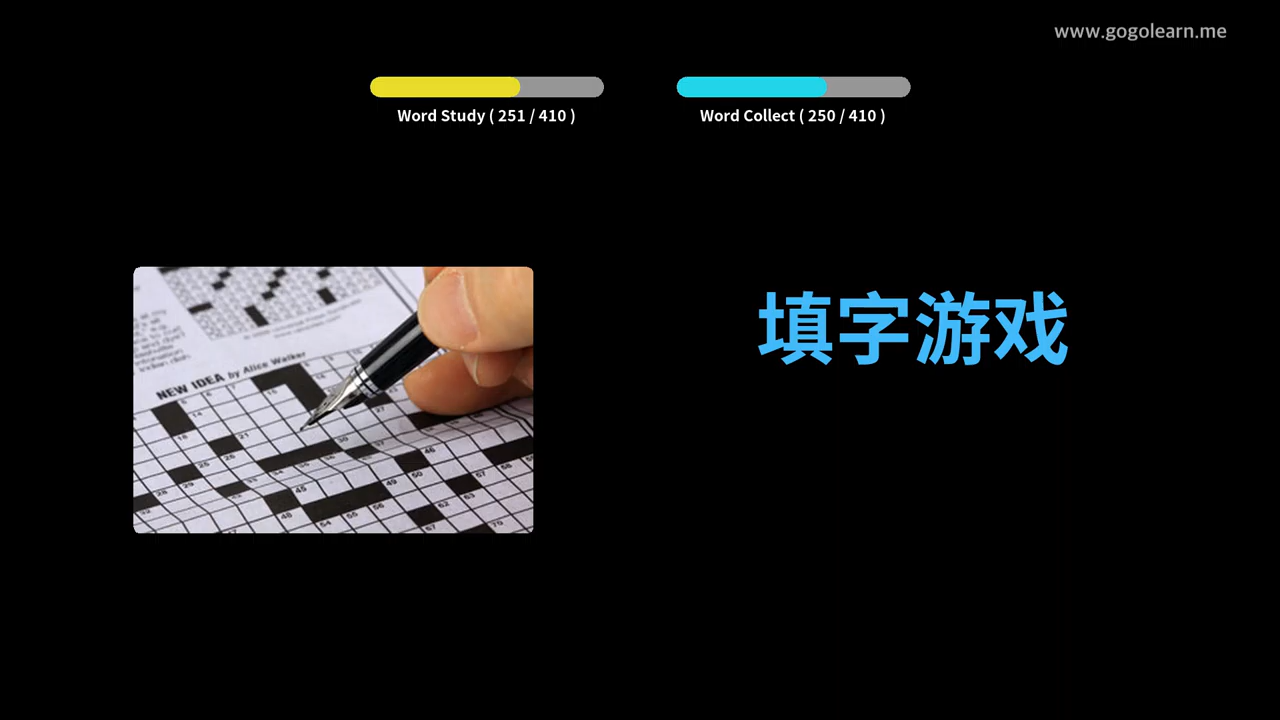 www.gogolearn.me
Word Study ( 251 / 410 )
Word Collect ( 250 / 410 )
填字游戏
NEW IDEA by Alice Walker